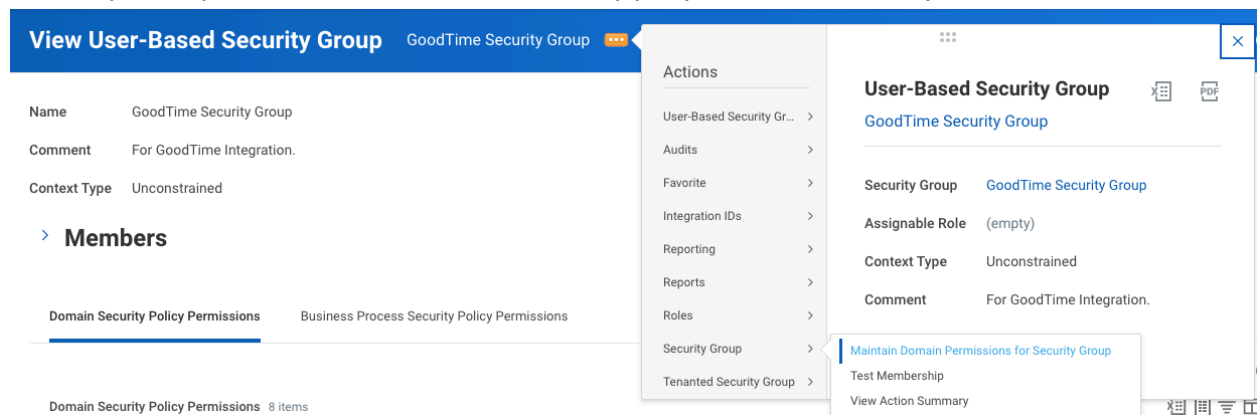 View User-Based Security Group GoodTime Security Group
Name GoodTime Security Group
Comment For GoodTime Integration.
Context Type Unconstrained
Members
Domain Security Policy Permissions Business Process Security Policy Permissions
Domain Security Policy Permissions 8 items
Actions
User-Based Security Gr...
Audits
Favorite
Integration IDs
Reporting
Reports
Roles
Security Group
Tenanted Security Group
User-Based Security Group
PDF
GoodTime Security Group
Security Group GoodTime Security Group
Assignable Role (empty)
Context Type Unconstrained
Comment For GoodTime Integration.
Maintain Domain Permissions for Security Group
Test Membership
View Action Summary